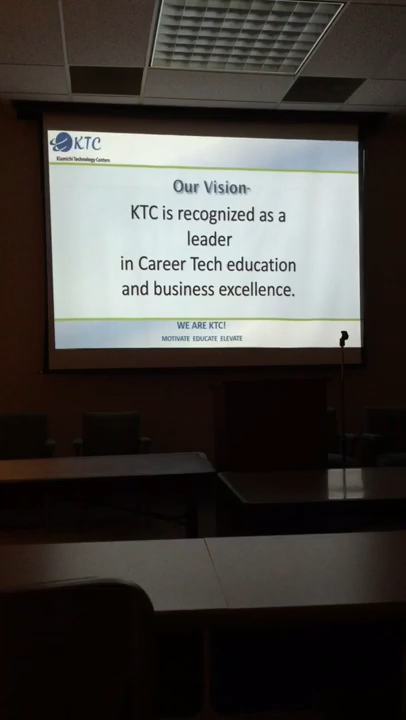 KTC
Kiamichi Technology Centers
Our Vision-
KTC is recognized as a
leader
in Career Tech education
and business excellence.
WE ARE KTC!
MOTIVATE EDUCATE ELEVATE